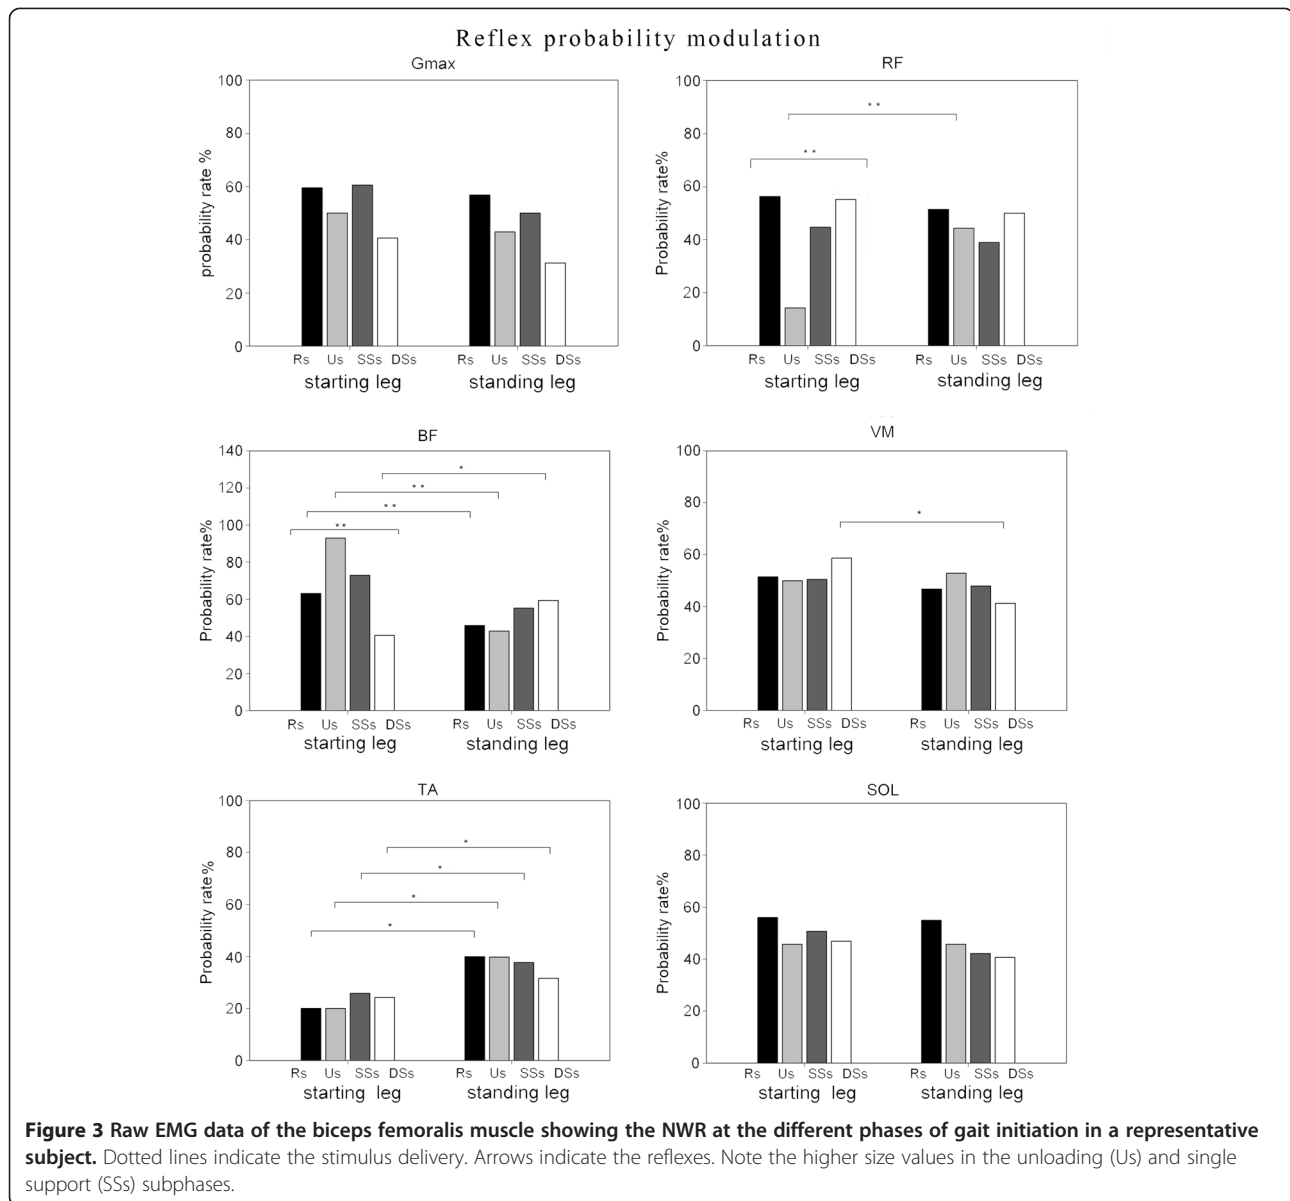 Reflex probability modulation
Gmax
probability rate %
100
80
60
40
20
0
Rs Us SSs DSs Rs Us SSs DSs
starting leg standing leg
RF
Probability rate%
100
80
60
40
20
0
** 
**
Rs Us SSs DSs Rs Us SSs DSs
starting leg standing leg
BF
Probability rate%
140
120
100
80
60
40
20
0
*
**
**
**
Rs Us SSs DSs Rs Us SSs DSs
starting leg standing leg
VM
Probability rate%
100
80
60
40
20
0
*
Rs Us SSs DSs Rs Us SSs DSs
starting leg standing leg
TA
Probability rate%
100
80
60
40
20
0
*
*
*
*
Rs Us SSs DSs Rs Us SSs DSs
starting leg standing leg
SOL
Probability rate%
100
80
60
40
20
0
Rs Us SSs DSs Rs Us SSs DSs
starting leg standing leg
Figure 3 Raw EMG data of the biceps femoralis muscle showing the NWR at the different phases of gait initiation in a representative
subject. Dotted lines indicate the stimulus delivery. Arrows indicate the reflexes. Note the higher size values in the unloading (Us) and single
support (SSs) subphases.